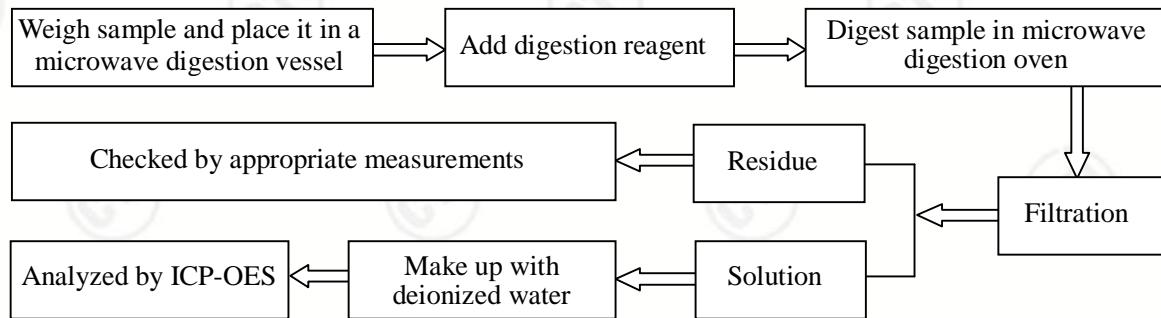 Weigh sample and place it in a
microwave digestion vessel
Add digestion reagent
Digest sample in microwave
digestion oven
Checked by appropriate measurements
Residue
Filtration
Analyzed by ICP-OES
Make up with
deionized water
Solution